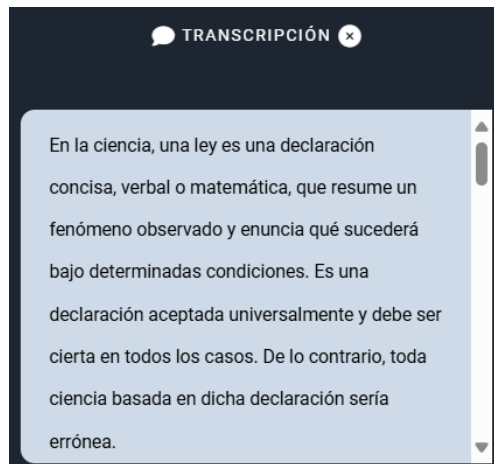 TRANSCRIPCIÓN
En la ciencia, una ley es una declaración
concisa, verbal o matemática, que resume un
fenómeno observado y enuncia qué sucederá
bajo determinadas condiciones. Es una
declaración aceptada universalmente y debe ser
cierta en todos los casos. De lo contrario, toda
ciencia basada en dicha declaración sería
errónea.